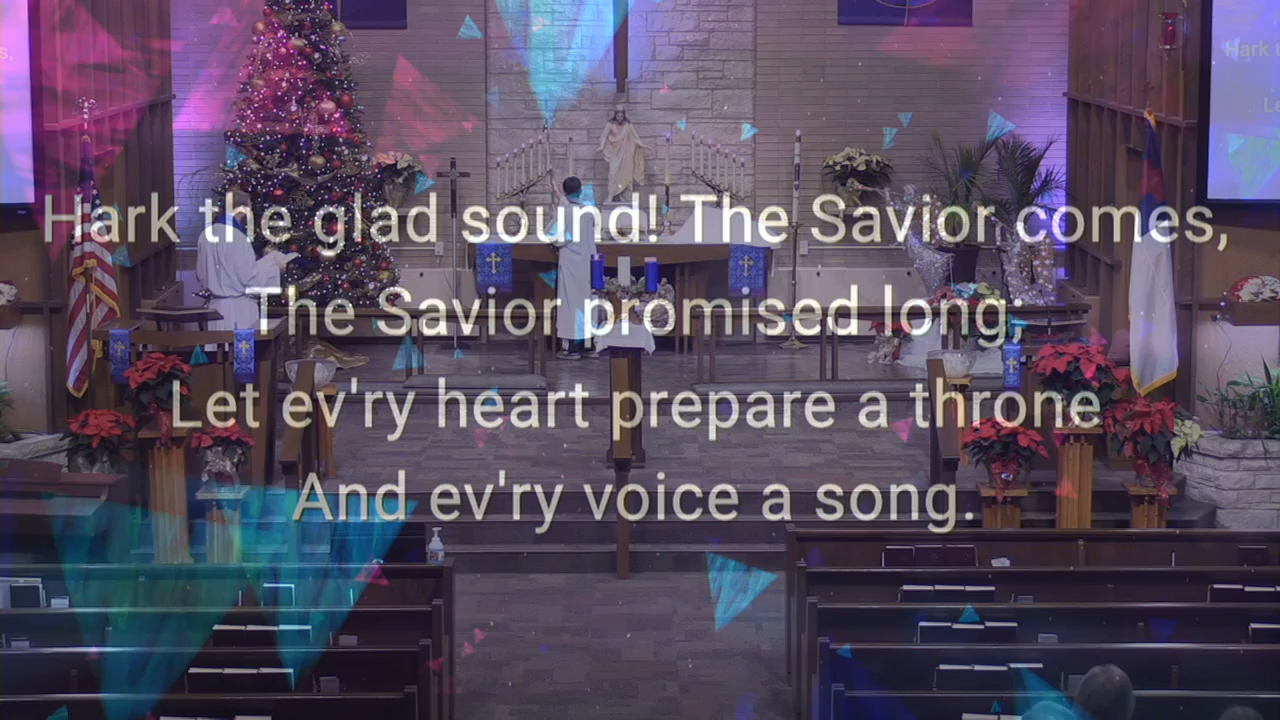 Hark the glad sound! The Savior comes,
The Savior promised long;
Let ev'ry heart prepare a throne
And ev'ry voice a song.